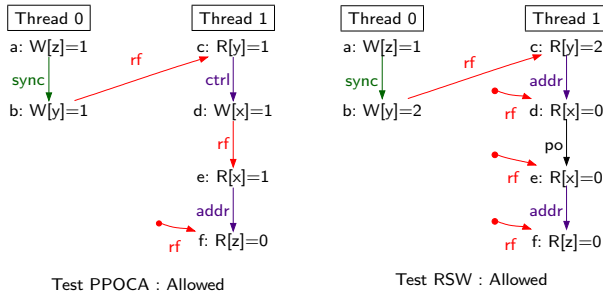 Thread 0
Thread 1
a: W[z]=1
c: R[y]=1
rf
sync
ctrl
b: W[y]=1
d: W[x]=1
rf
e: R[x]=1
addr
rf
f: R[z]=0
Test PPOCA : Allowed
Thread 0
Thread 1
a: W[z]=1
c: R[y]=2
rf
sync
addr
b: W[y]=2
rf
d: R[x]=0
po
rf
e: R[x]=0
addr
rf
f: R[z]=0
Test RSW : Allowed